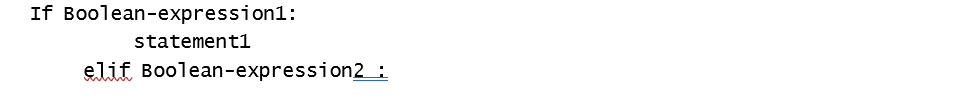 If Boolean-expression1:
statement1
elif Boolean-expression2 :